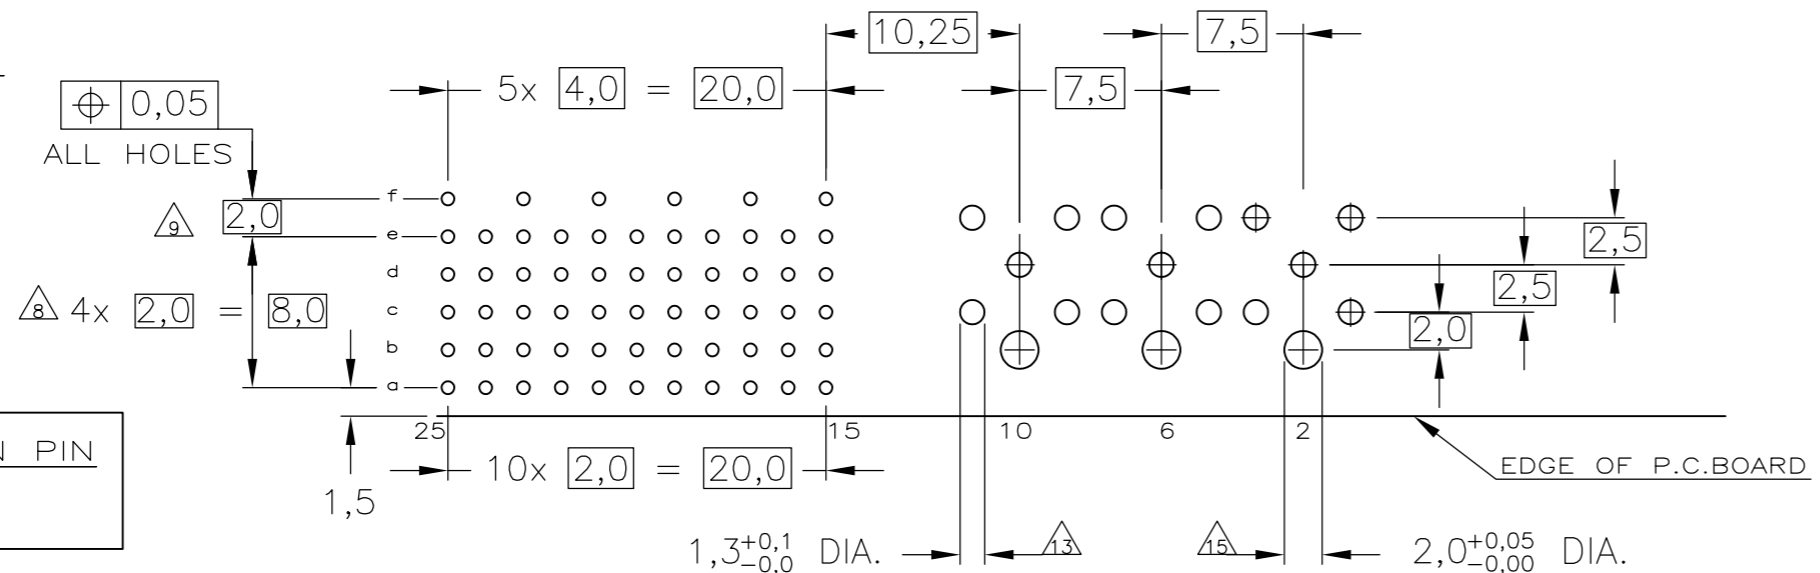 10,25
7,5
5x 4,0 = 20,0
7,5
⌖ 0,05
ALL HOLES
f
9 2,0
e
2,5
d
2,5
8 4x 2,0 = 8,0
c
2,0
b
a
25 15 10 6 2
N PIN
10x 2,0 = 20,0
EDGE OF P.C.BOARD
1,5
1,3 +0,1 -0,0 DIA. 13
15 2,0 +0,05 -0,00 DIA.